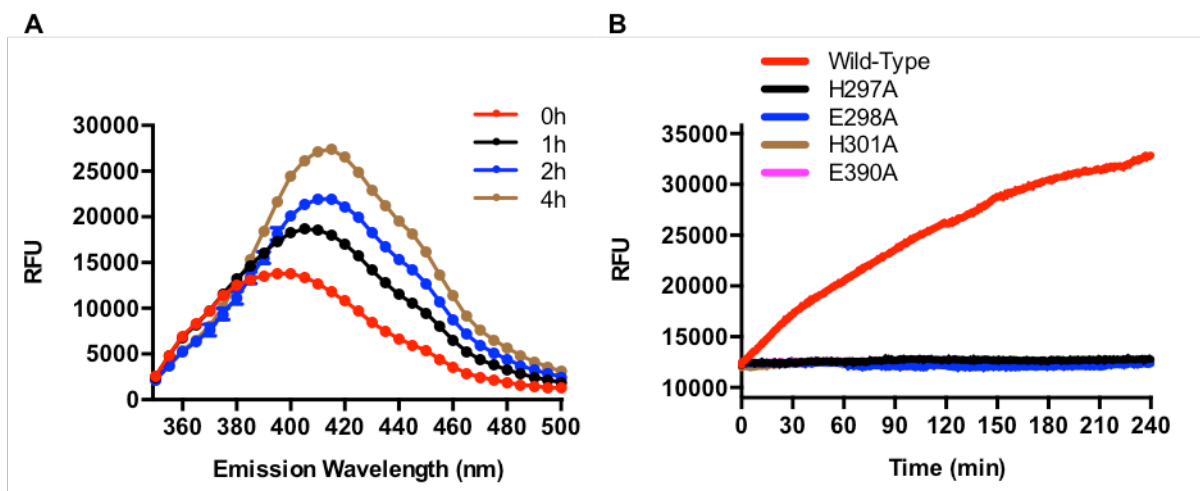 A
0h
1h
2h
4h
30000
25000
20000
15000
10000
5000
0
RFU
360 380 400 420 440 460 480 500
Emission Wavelength (nm)
B
Wild-Type
H297A
E298A
H301A
E390A
35000
30000
25000
20000
15000
10000
RFU
0 30 60 90 120 150 180 210 240
Time (min)